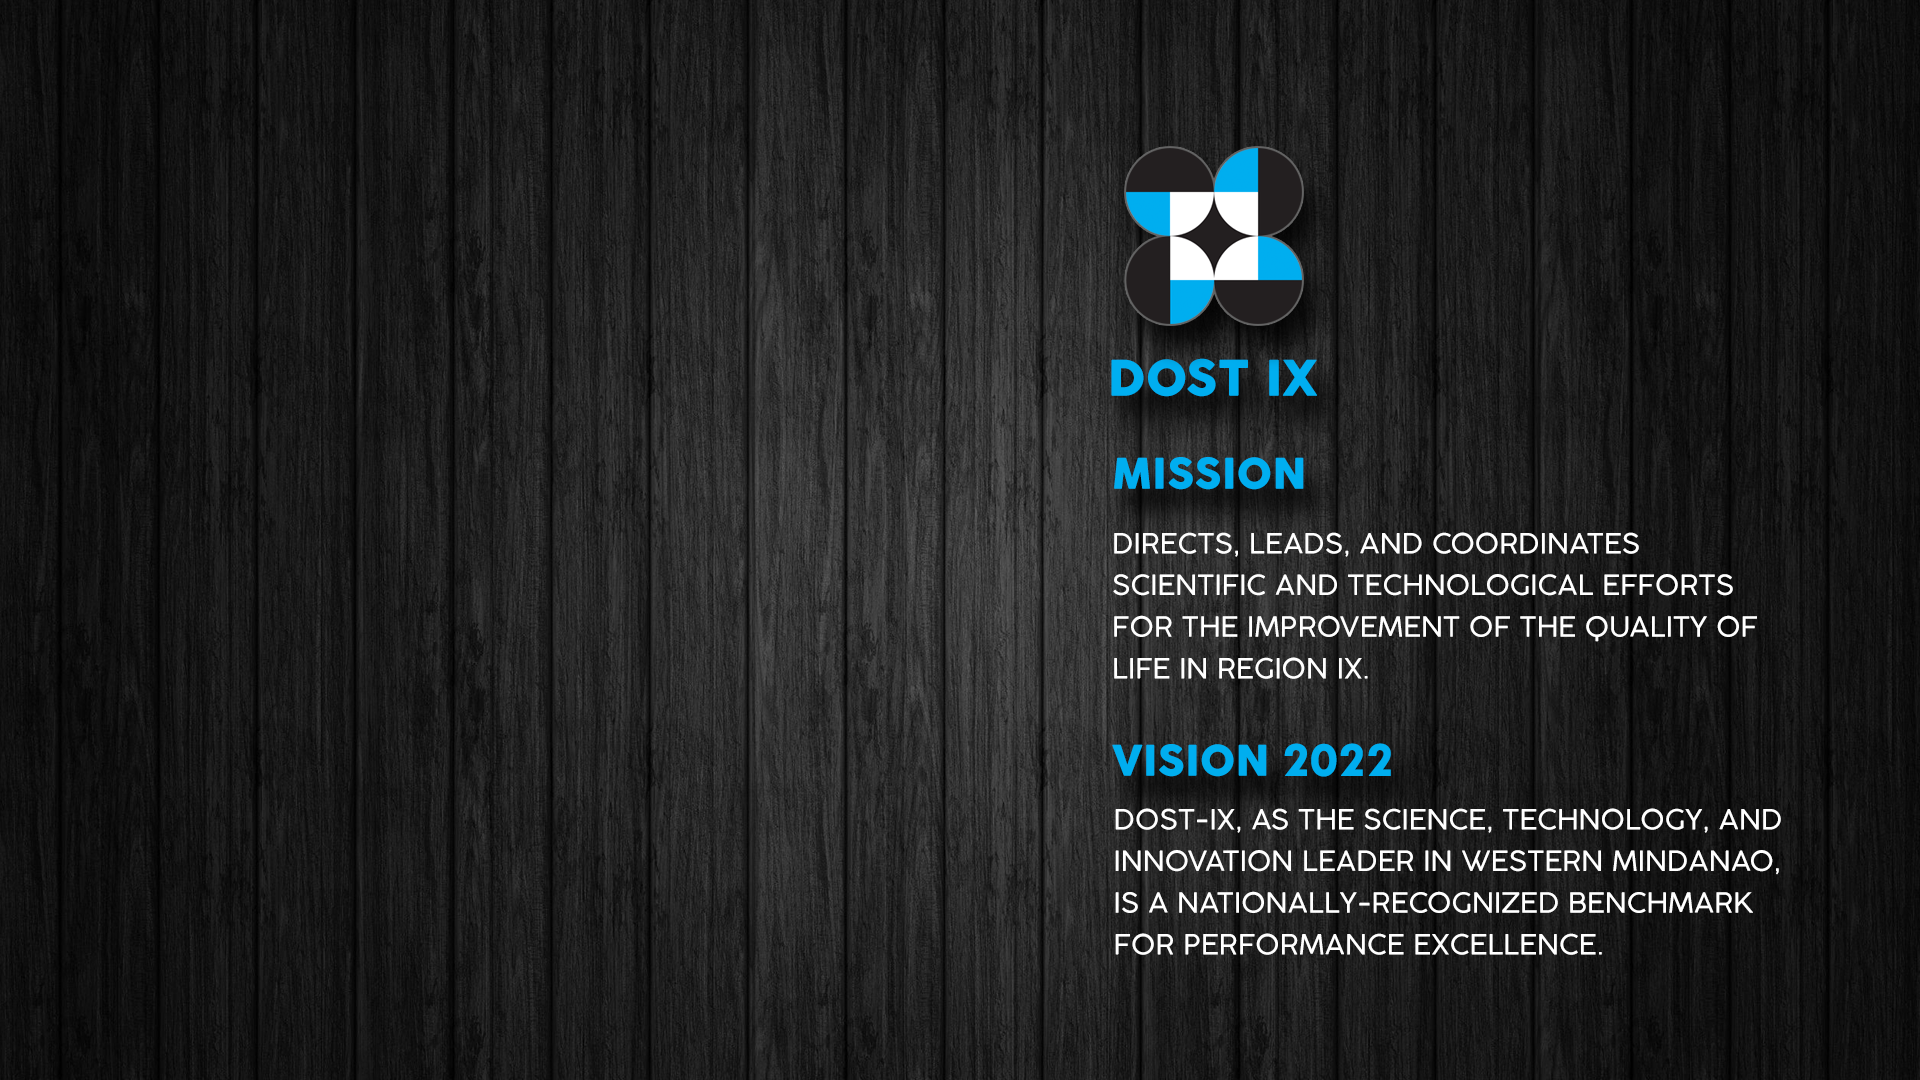 DOST IX
MISSION
DIRECTS, LEADS, AND COORDINATES
SCIENTIFIC AND TECHNOLOGICAL EFFORTS
FOR THE IMPROVEMENT OF THE QUALITY OF
LIFE IN REGION IX.
VISION 2022
DOST-IX, AS THE SCIENCE, TECHNOLOGY, AND
INNOVATION LEADER IN WESTERN MINDANAO,
IS A NATIONALLY-RECOGNIZED BENCHMARK
FOR PERFORMANCE EXCELLENCE.